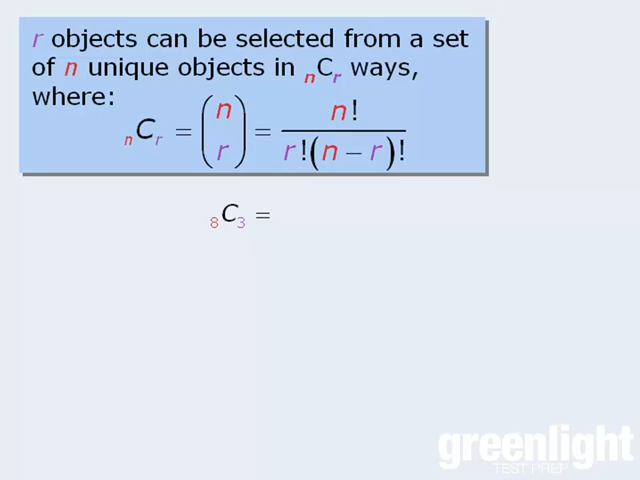 r objects can be selected from a set
of n unique objects in nCr ways,
where:
nCr = (n r) = n! / r!(n − r)!
8C3 =
greenlight
TEST PREP